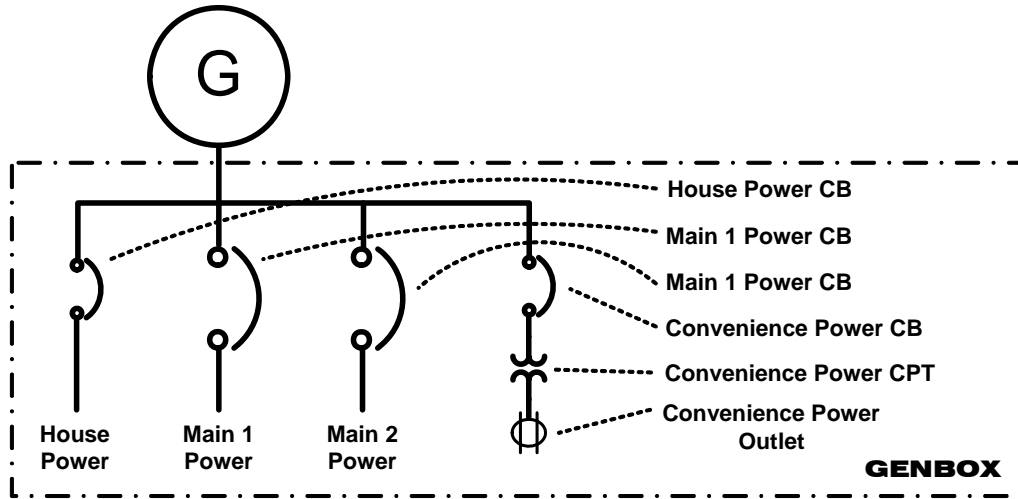 G
House Power CB
Main 1 Power CB
Main 1 Power CB
Convenience Power CB
Convenience Power CPT
Convenience Power
Outlet
House
Power
Main 1
Power
Main 2
Power
GENBOX